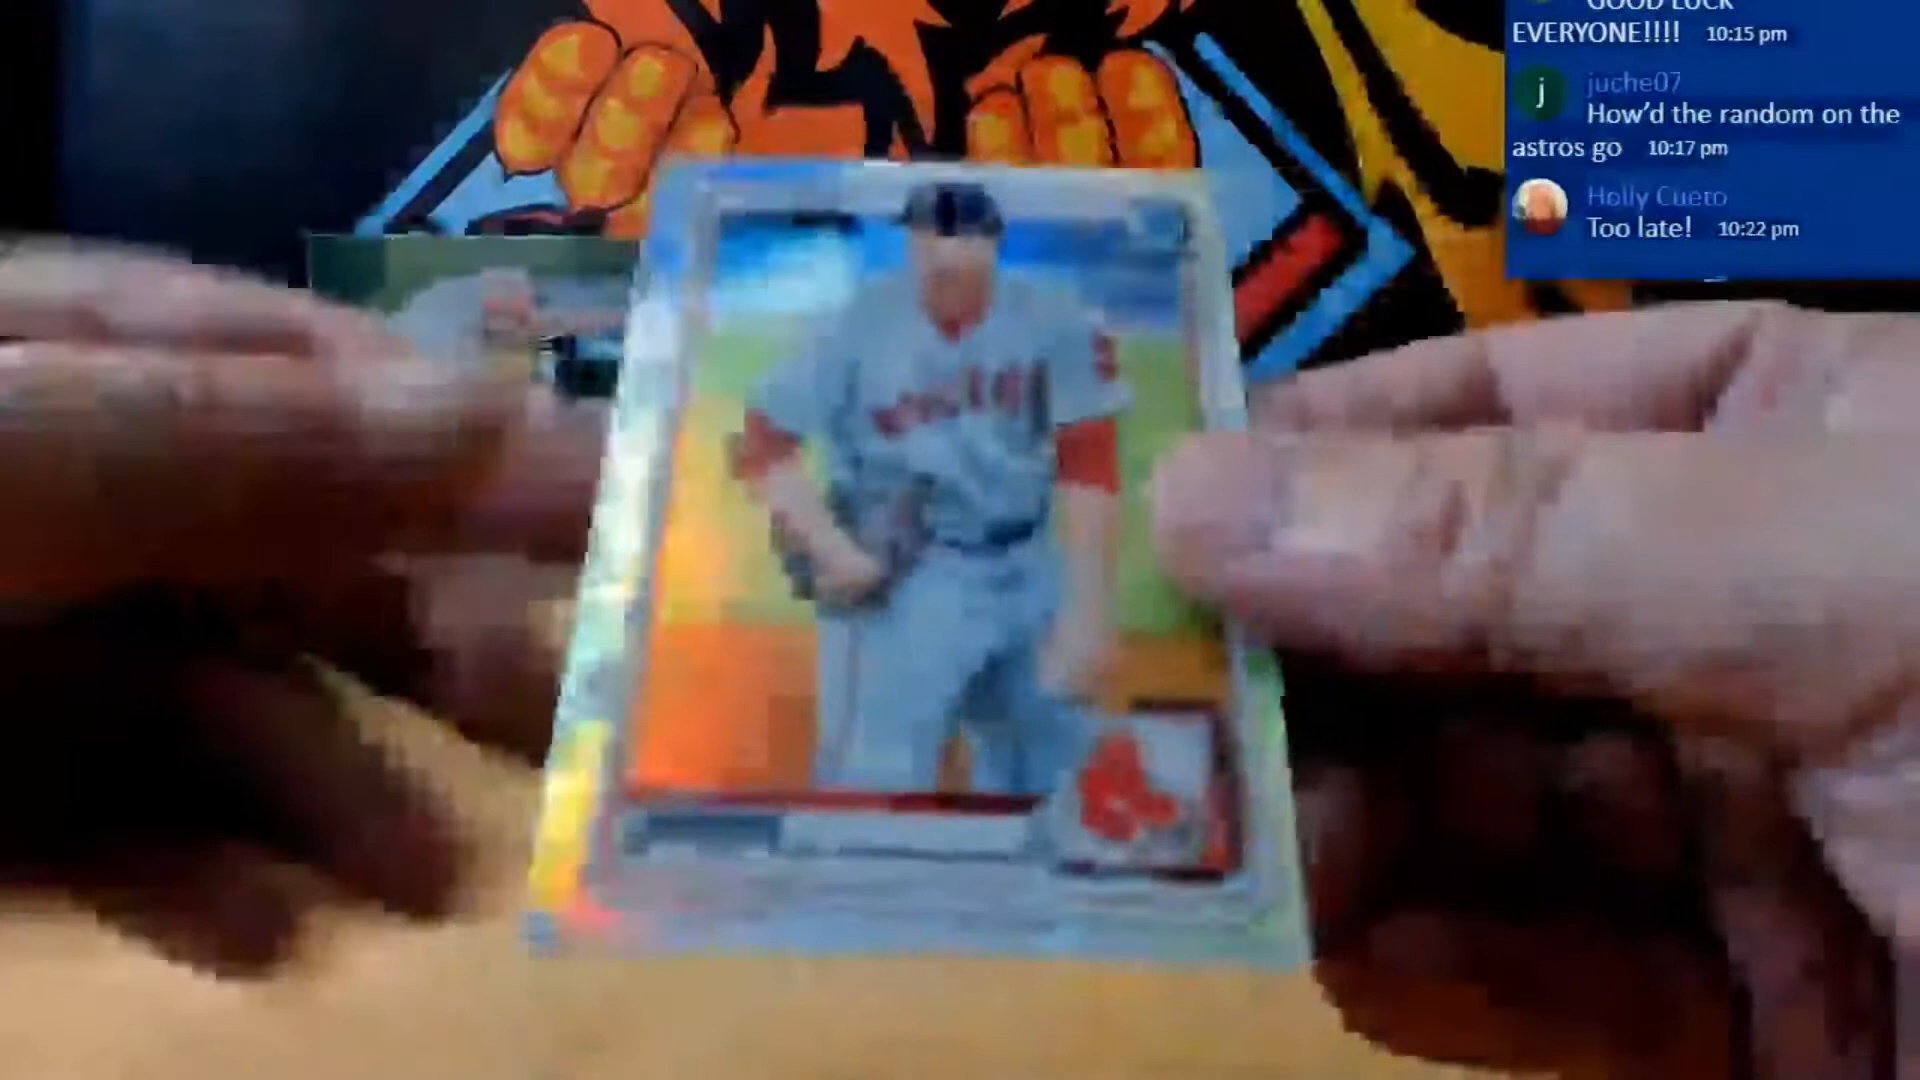 GOOD LUCK
EVERYONE!!!! 10:15 pm
juche07
j How'd the random on the
astros go 10:17 pm
Holly Cueto
Too late! 10:22 pm